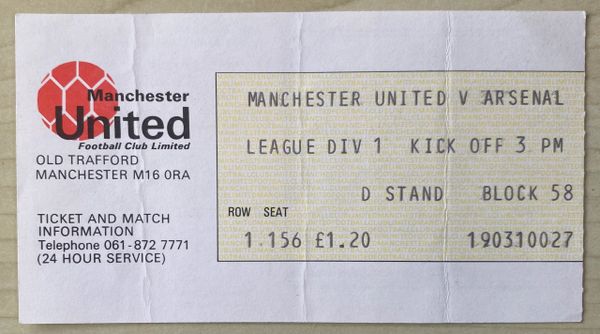 Manchester
United
Football Club Limited
OLD TRAFFORD
MANCHESTER M16 0RA
TICKET AND MATCH
INFORMATION
Telephone 061-872 7771
(24 HOUR SERVICE)
MANCHESTER UNITED V ARSENAL
LEAGUE DIV 1 KICK OFF 3 PM
D STAND BLOCK 58
ROW SEAT
1 156 £1.20 190310027